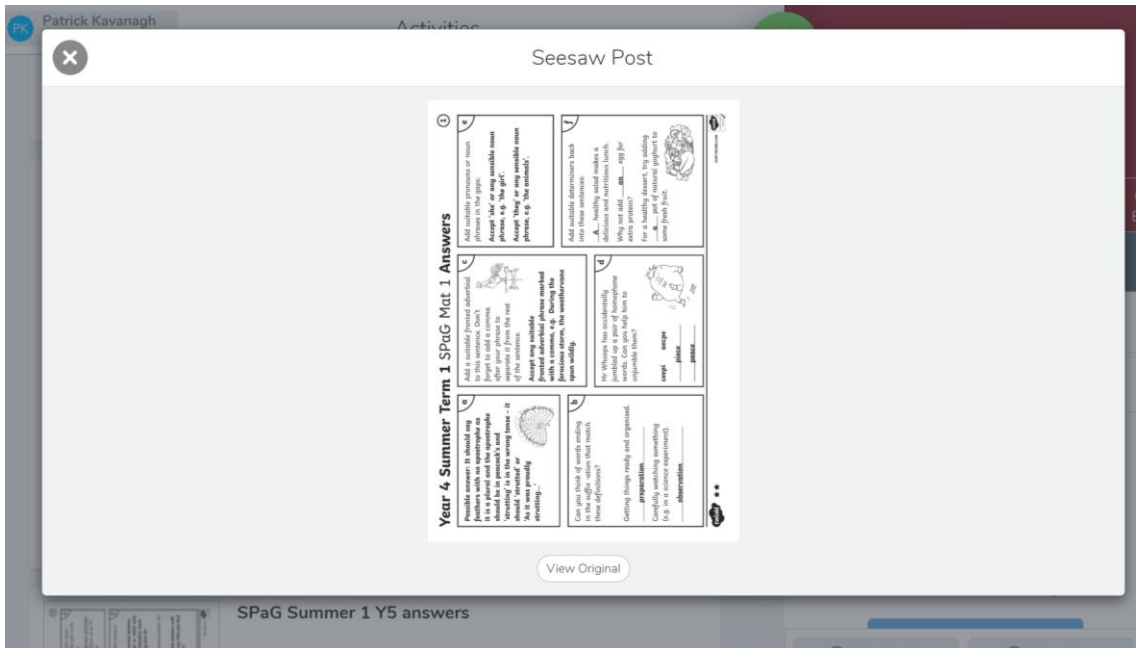 PK
Patrick Kavanagh
Activities
Seesaw Post
Year 4 Summer Term 1 SPaG Mat 1 Answers
1
a
Possible answer: It should say
feathers with no apostrophe as
it is a plural and the apostrophe
should be in peacock's and
'strutting' is in the wrong tense – it
should 'strutted' or
'As it was proudly
strutting...'
b
Can you think of words ending
in the suffix -ation that match
these definitions?
Getting things ready and organised.
preparation
Carefully watching something
(e.g. in a science experiment).
observation
c
Add a suitable fronted adverbial
to this sentence. Don't
forget to add a comma
after your phrase to
separate it from the rest
of the sentence.
Accept any suitable
fronted adverbial phrase marked
with a comma, e.g. During the
ferocious storm, the weathervane
spun wildly.
d
Mr Whoops has accidentally
jumbled up a pair of homophone
words. Can you help him to
unjumble them?
ceepi aecpe
piece
peace
e
Add suitable pronouns or noun
phrases in the gaps:
Accept 'she' or any sensible noun
phrase, e.g. 'the girl'.
Accept 'they' or any sensible noun
phrase, e.g. 'the animals'.
f
Add suitable determiners back
into these sentences:
A healthy salad makes a
delicious and nutritious lunch.
Why not add an egg for
extra protein?
For a healthy dessert, try adding
a pot of natural yoghurt to
some fresh fruit.
View Original
SPaG Summer 1 Y5 answers